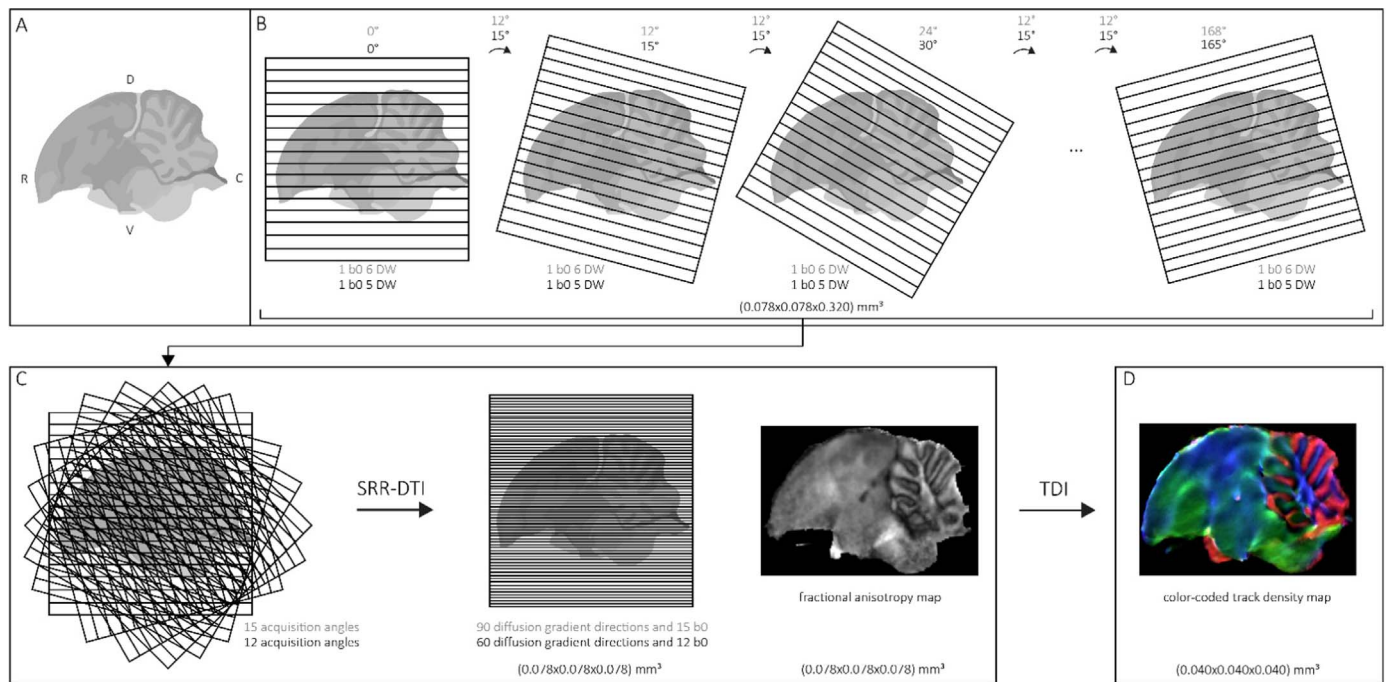 A
D
R
C
V
B
0°
0°
12°
15°
12°
15°
12°
15°
24°
30°
12°
15°
12°
15°
168°
165°
...
1 b0 6 DW
1 b0 5 DW
1 b0 6 DW
1 b0 5 DW
1 b0 6 DW
1 b0 5 DW
1 b0 6 DW
1 b0 5 DW
(0.078x0.078x0.320) mm³
C
15 acquisition angles
12 acquisition angles
SRR-DTI
90 diffusion gradient directions and 15 b0
60 diffusion gradient directions and 12 b0
(0.078x0.078x0.078) mm³
fractional anisotropy map
(0.078x0.078x0.078) mm³
TDI
D
color-coded track density map
(0.040x0.040x0.040) mm³